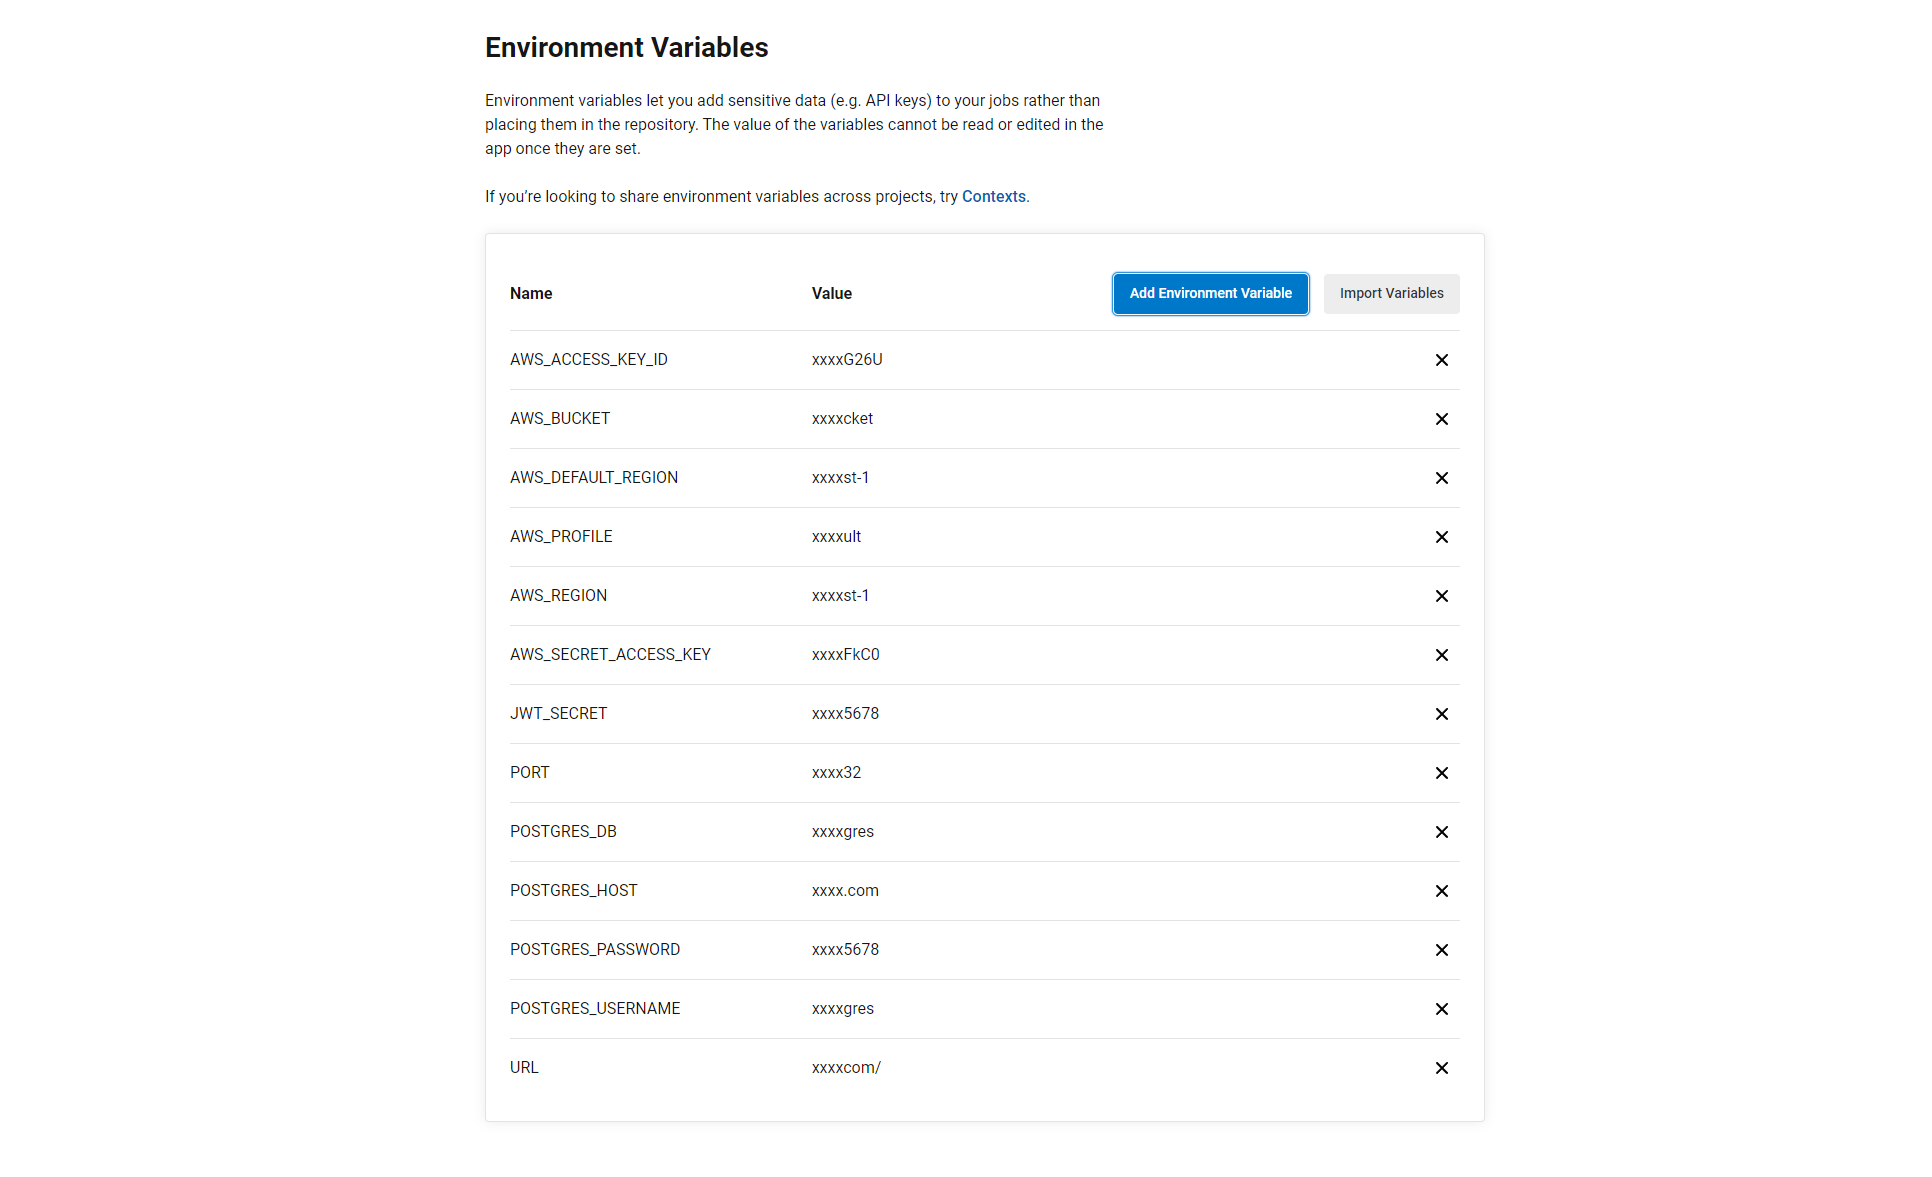 Environment Variables
Environment variables let you add sensitive data (e.g. API keys) to your jobs rather than
placing them in the repository. The value of the variables cannot be read or edited in the
app once they are set.
If you’re looking to share environment variables across projects, try Contexts.
Name Value Add Environment Variable Import Variables
AWS_ACCESS_KEY_ID xxxxG26U
AWS_BUCKET xxxxcket
AWS_DEFAULT_REGION xxxxst-1
AWS_PROFILE xxxxult
AWS_REGION xxxxst-1
AWS_SECRET_ACCESS_KEY xxxxFkC0
JWT_SECRET xxxx5678
PORT xxxx32
POSTGRES_DB xxxxgres
POSTGRES_HOST xxxx.com
POSTGRES_PASSWORD xxxx5678
POSTGRES_USERNAME xxxxgres
URL xxxxcom/